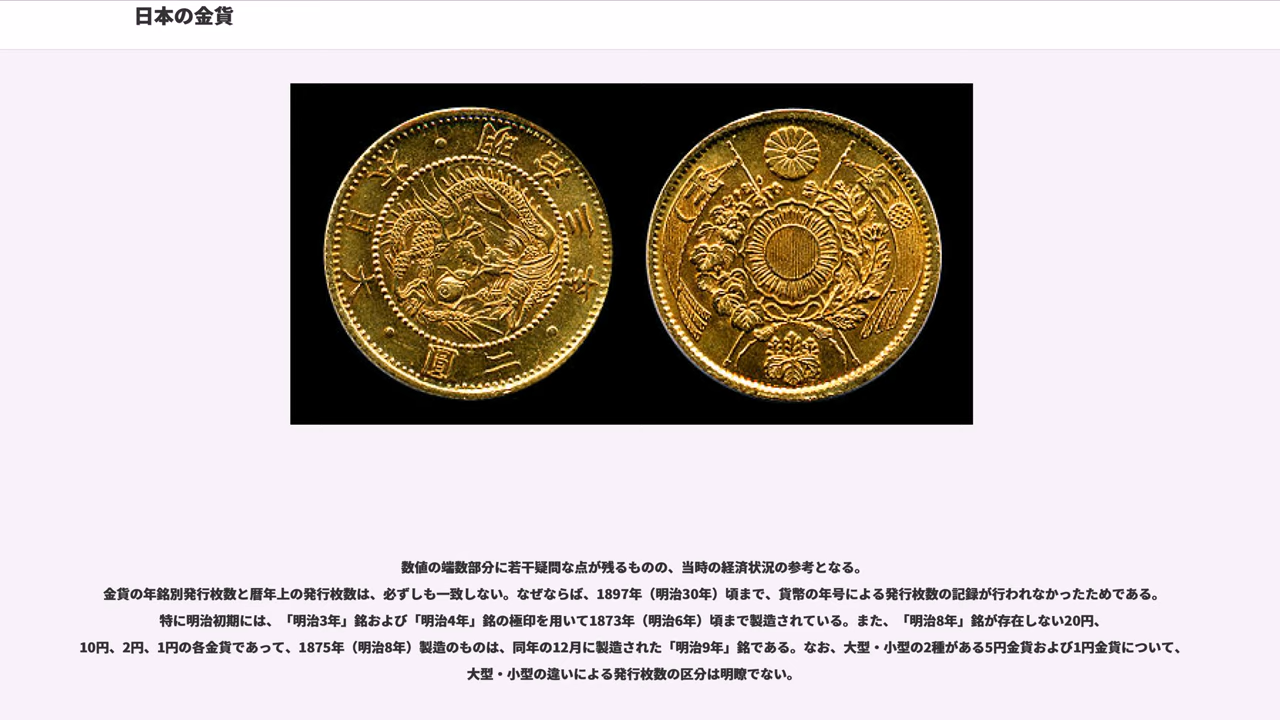 日本の金貨
大日本・明治三年・二圓・
数値の端数部分に若干疑問な点が残るものの、当時の経済状況の参考となる。
金貨の年銘別発行枚数と暦年上の発行枚数は、必ずしも一致しない。なぜならば、1897年（明治30年）頃まで、貨幣の年号による発行枚数の記録が行われなかったためである。
特に明治初期には、「明治3年」銘および「明治4年」銘の極印を用いて1873年（明治6年）頃まで製造されている。また、「明治8年」銘が存在しない20円、
10円、2円、1円の各金貨であって、1875年（明治8年）製造のものは、同年の12月に製造された「明治9年」銘である。なお、大型・小型の2種がある5円金貨および1円金貨について、
大型・小型の違いによる発行枚数の区分は明瞭でない。